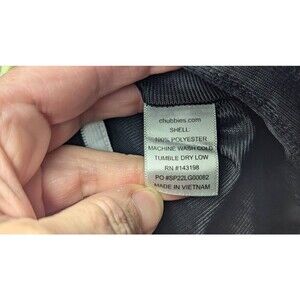 chubbies.com
SHELL
100% POLYESTER
MACHINE WASH COLD
TUMBLE DRY LOW
RN #143198
PO #SP22LG00082
MADE IN VIETNAM